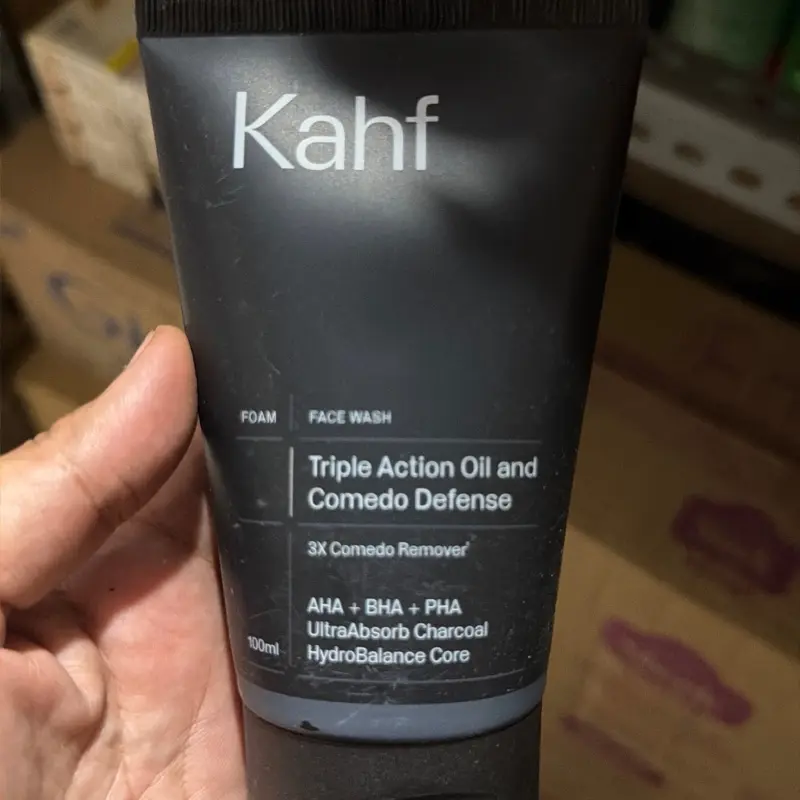 Kahf
FOAM
FACE WASH
Triple Action Oil and
Comedo Defense
3X Comedo Remover*
AHA + BHA + PHA
UltraAbsorb Charcoal
HydroBalance Core
100ml